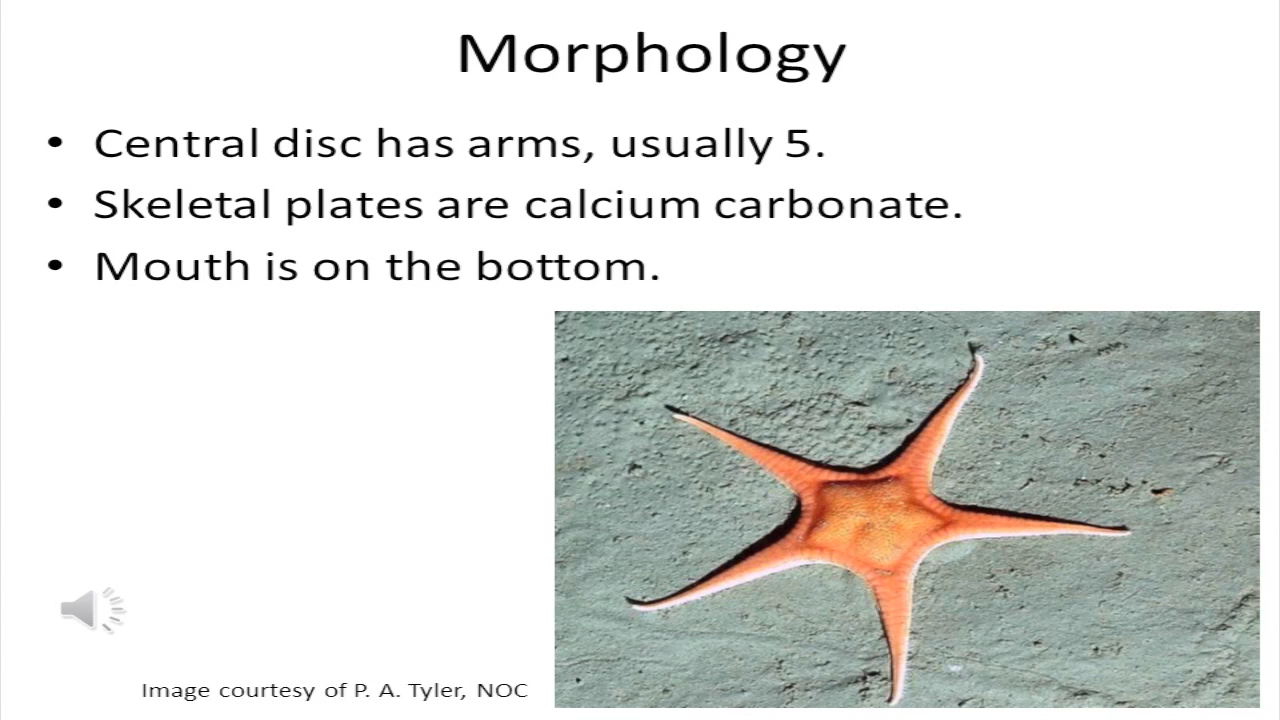 Morphology
• Central disc has arms, usually 5.
• Skeletal plates are calcium carbonate.
• Mouth is on the bottom.
Image courtesy of P. A. Tyler, NOC